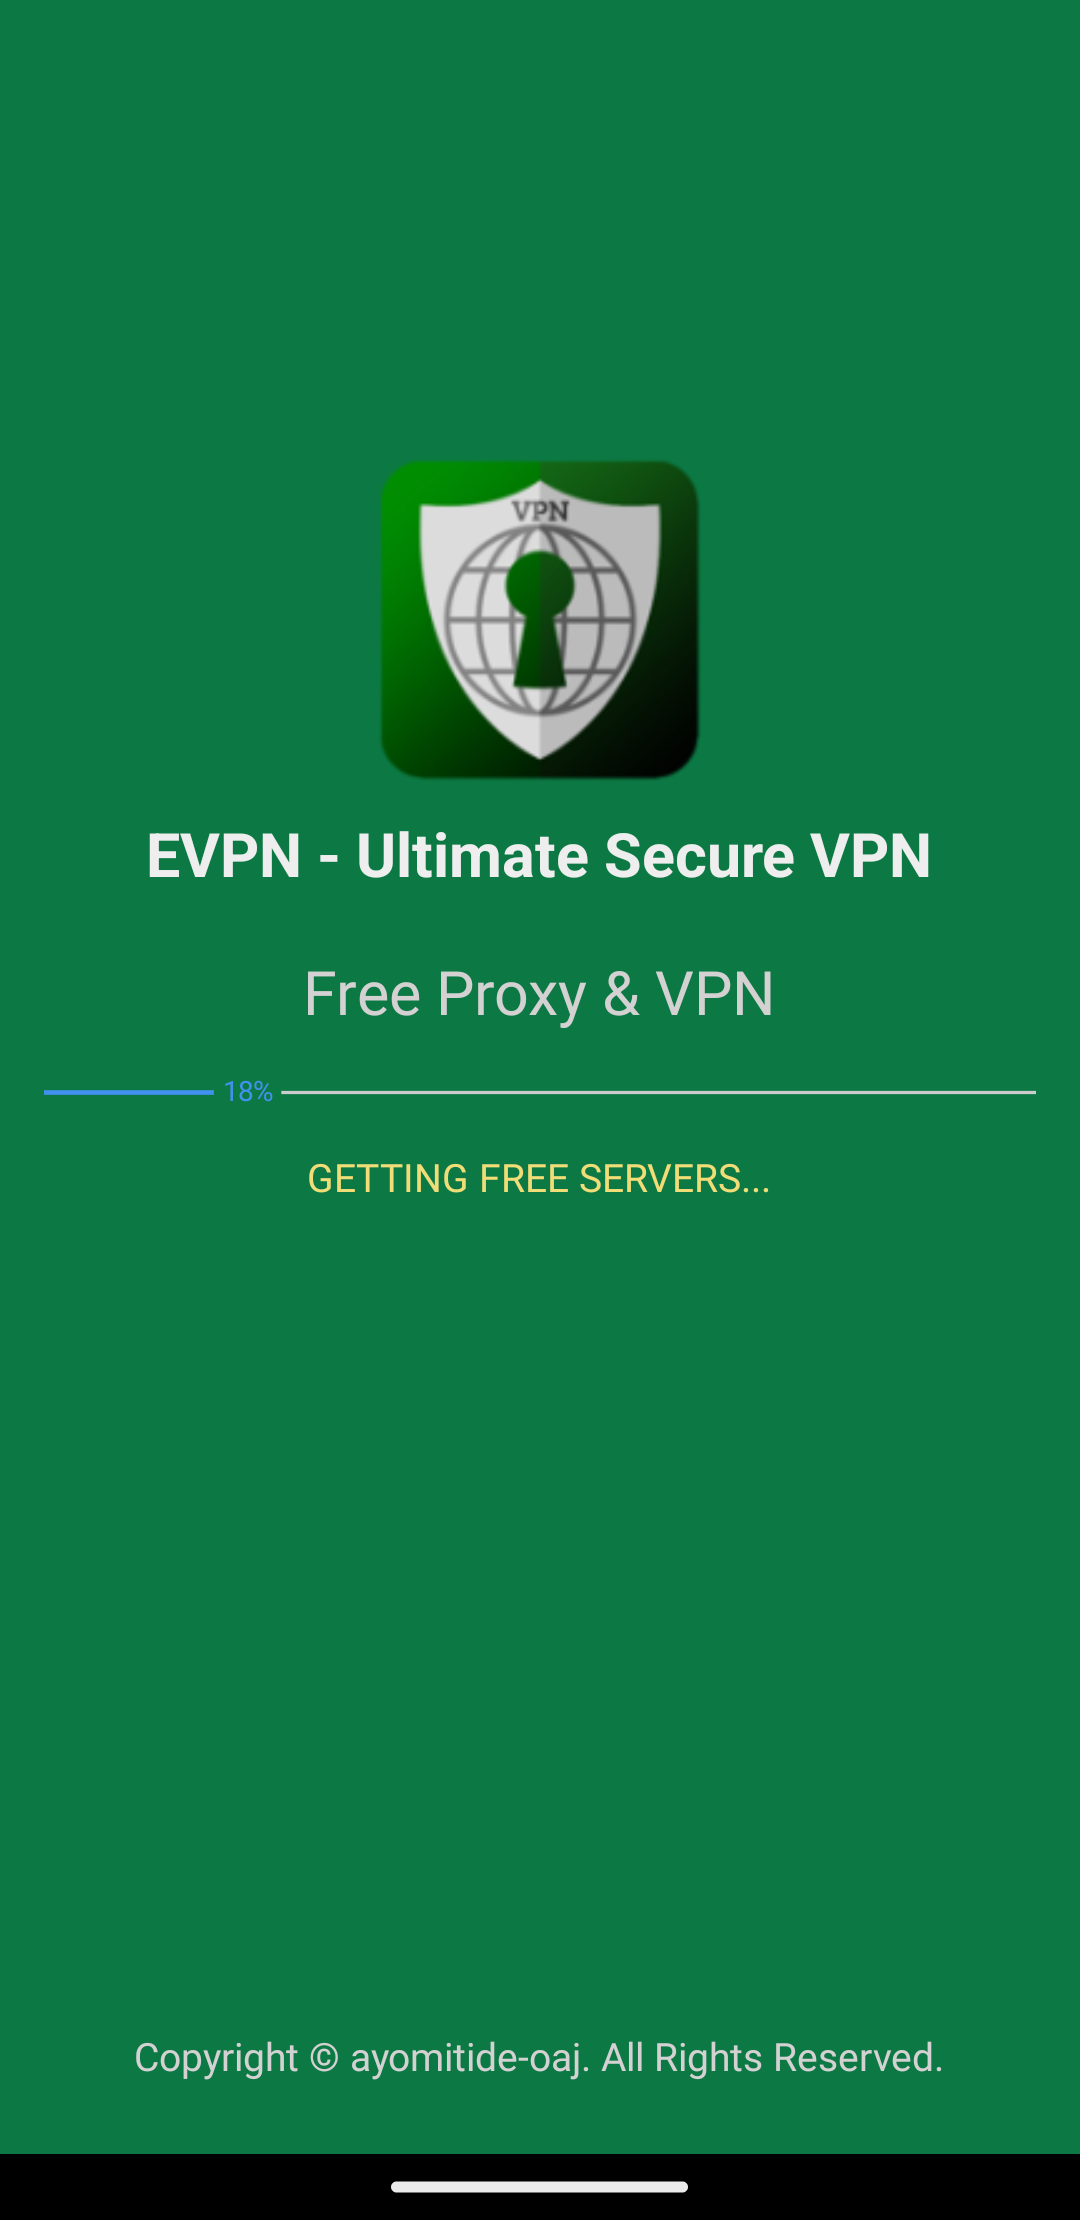 VPN
EVPN - Ultimate Secure VPN
Free Proxy & VPN
18%
GETTING FREE SERVERS...
Copyright © ayomitide-oaj. All Rights Reserved.